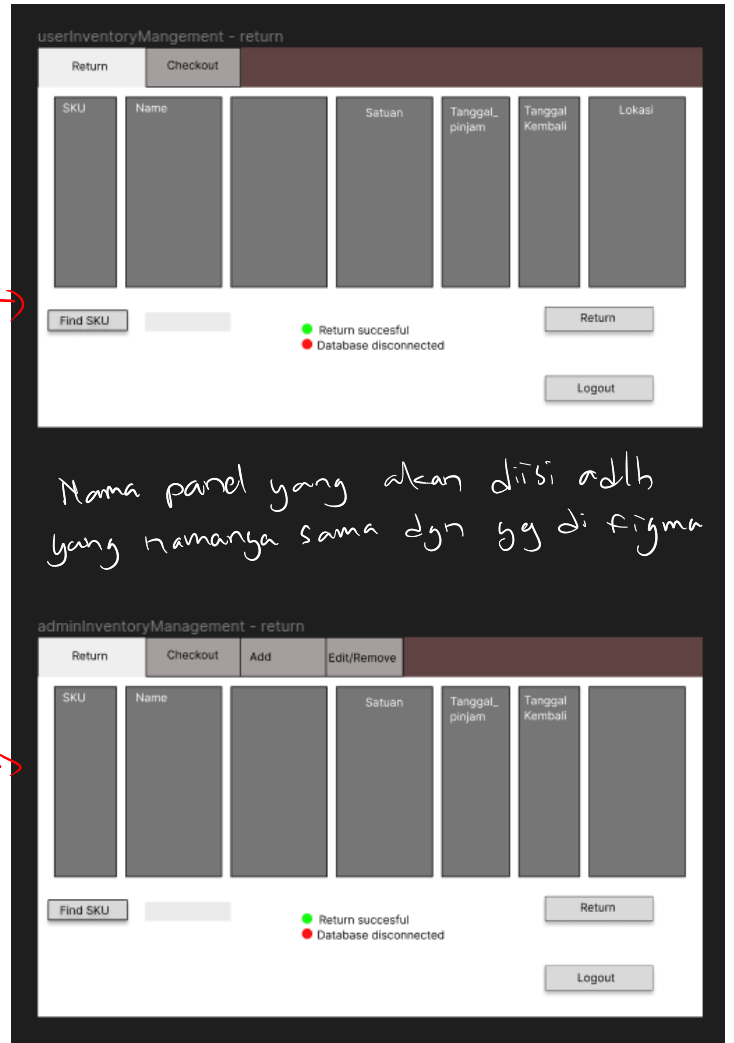 userInventoryMangement - return
Return Checkout
SKU Name Satuan Tanggal_ pinjam Tanggal Kembali Lokasi
Find SKU
Return succesful
Database disconnected
Return
Logout
Nama panel yang akan diisi adlh
yang namanya sama dgn yg di figma
adminInventoryManagement - return
Return Checkout Add Edit/Remove
SKU Name Satuan Tanggal_ pinjam Tanggal Kembali
Find SKU
Return succesful
Database disconnected
Return
Logout